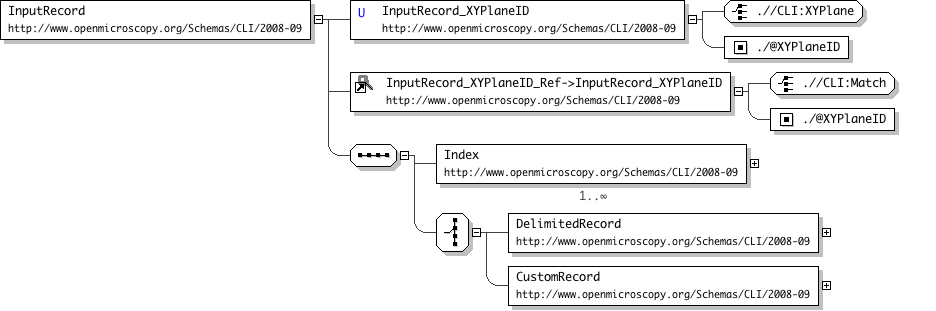 InputRecord
http://www.openmicroscopy.org/Schemas/CLI/2008-09
U InputRecord_XYPlaneID
http://www.openmicroscopy.org/Schemas/CLI/2008-09
.//CLI:XYPlane
./@XYPlaneID
InputRecord_XYPlaneID_Ref->InputRecord_XYPlaneID
http://www.openmicroscopy.org/Schemas/CLI/2008-09
.//CLI:Match
./@XYPlaneID
Index
http://www.openmicroscopy.org/Schemas/CLI/2008-09
1..∞
DelimitedRecord
http://www.openmicroscopy.org/Schemas/CLI/2008-09
CustomRecord
http://www.openmicroscopy.org/Schemas/CLI/2008-09